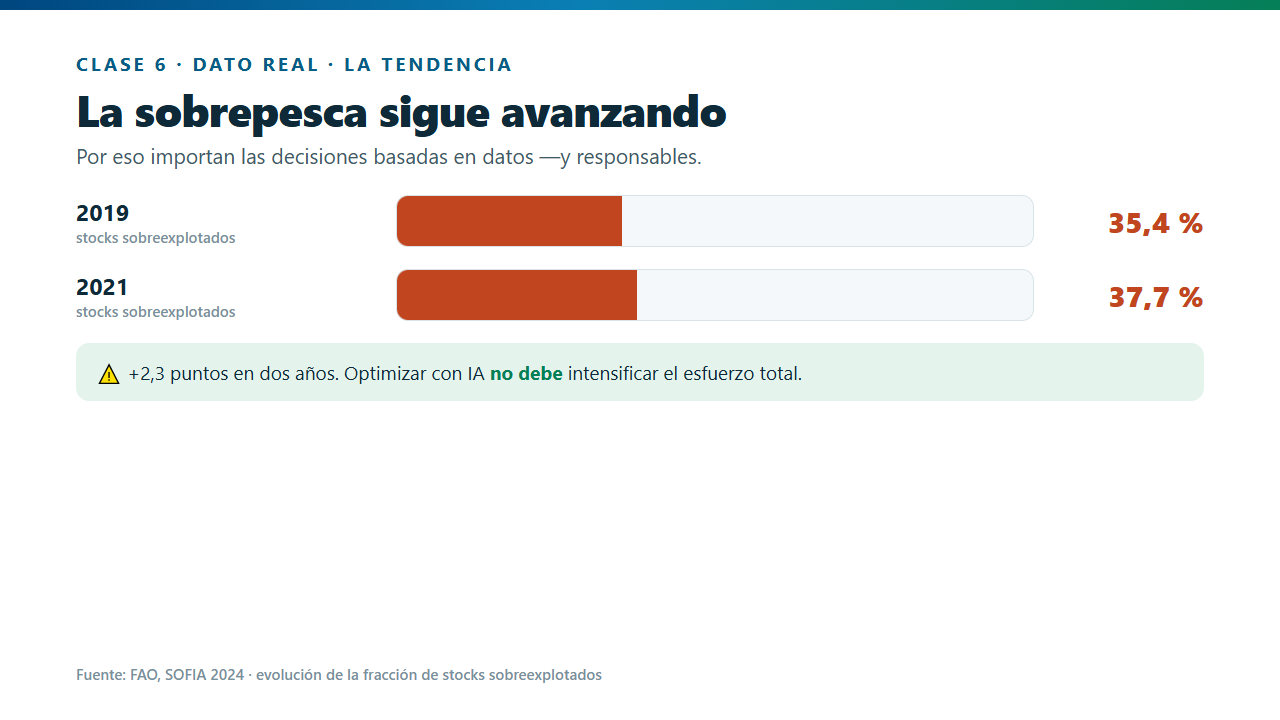 CLASE 6 · DATO REAL · LA TENDENCIA
La sobrepesca sigue avanzando
Por eso importan las decisiones basadas en datos —y responsables.
2019
stocks sobreexplotados
35,4 %
2021
stocks sobreexplotados
37,7 %
⚠ +2,3 puntos en dos años. Optimizar con IA no debe intensificar el esfuerzo total.
Fuente: FAO, SOFIA 2024 · evolución de la fracción de stocks sobreexplotados